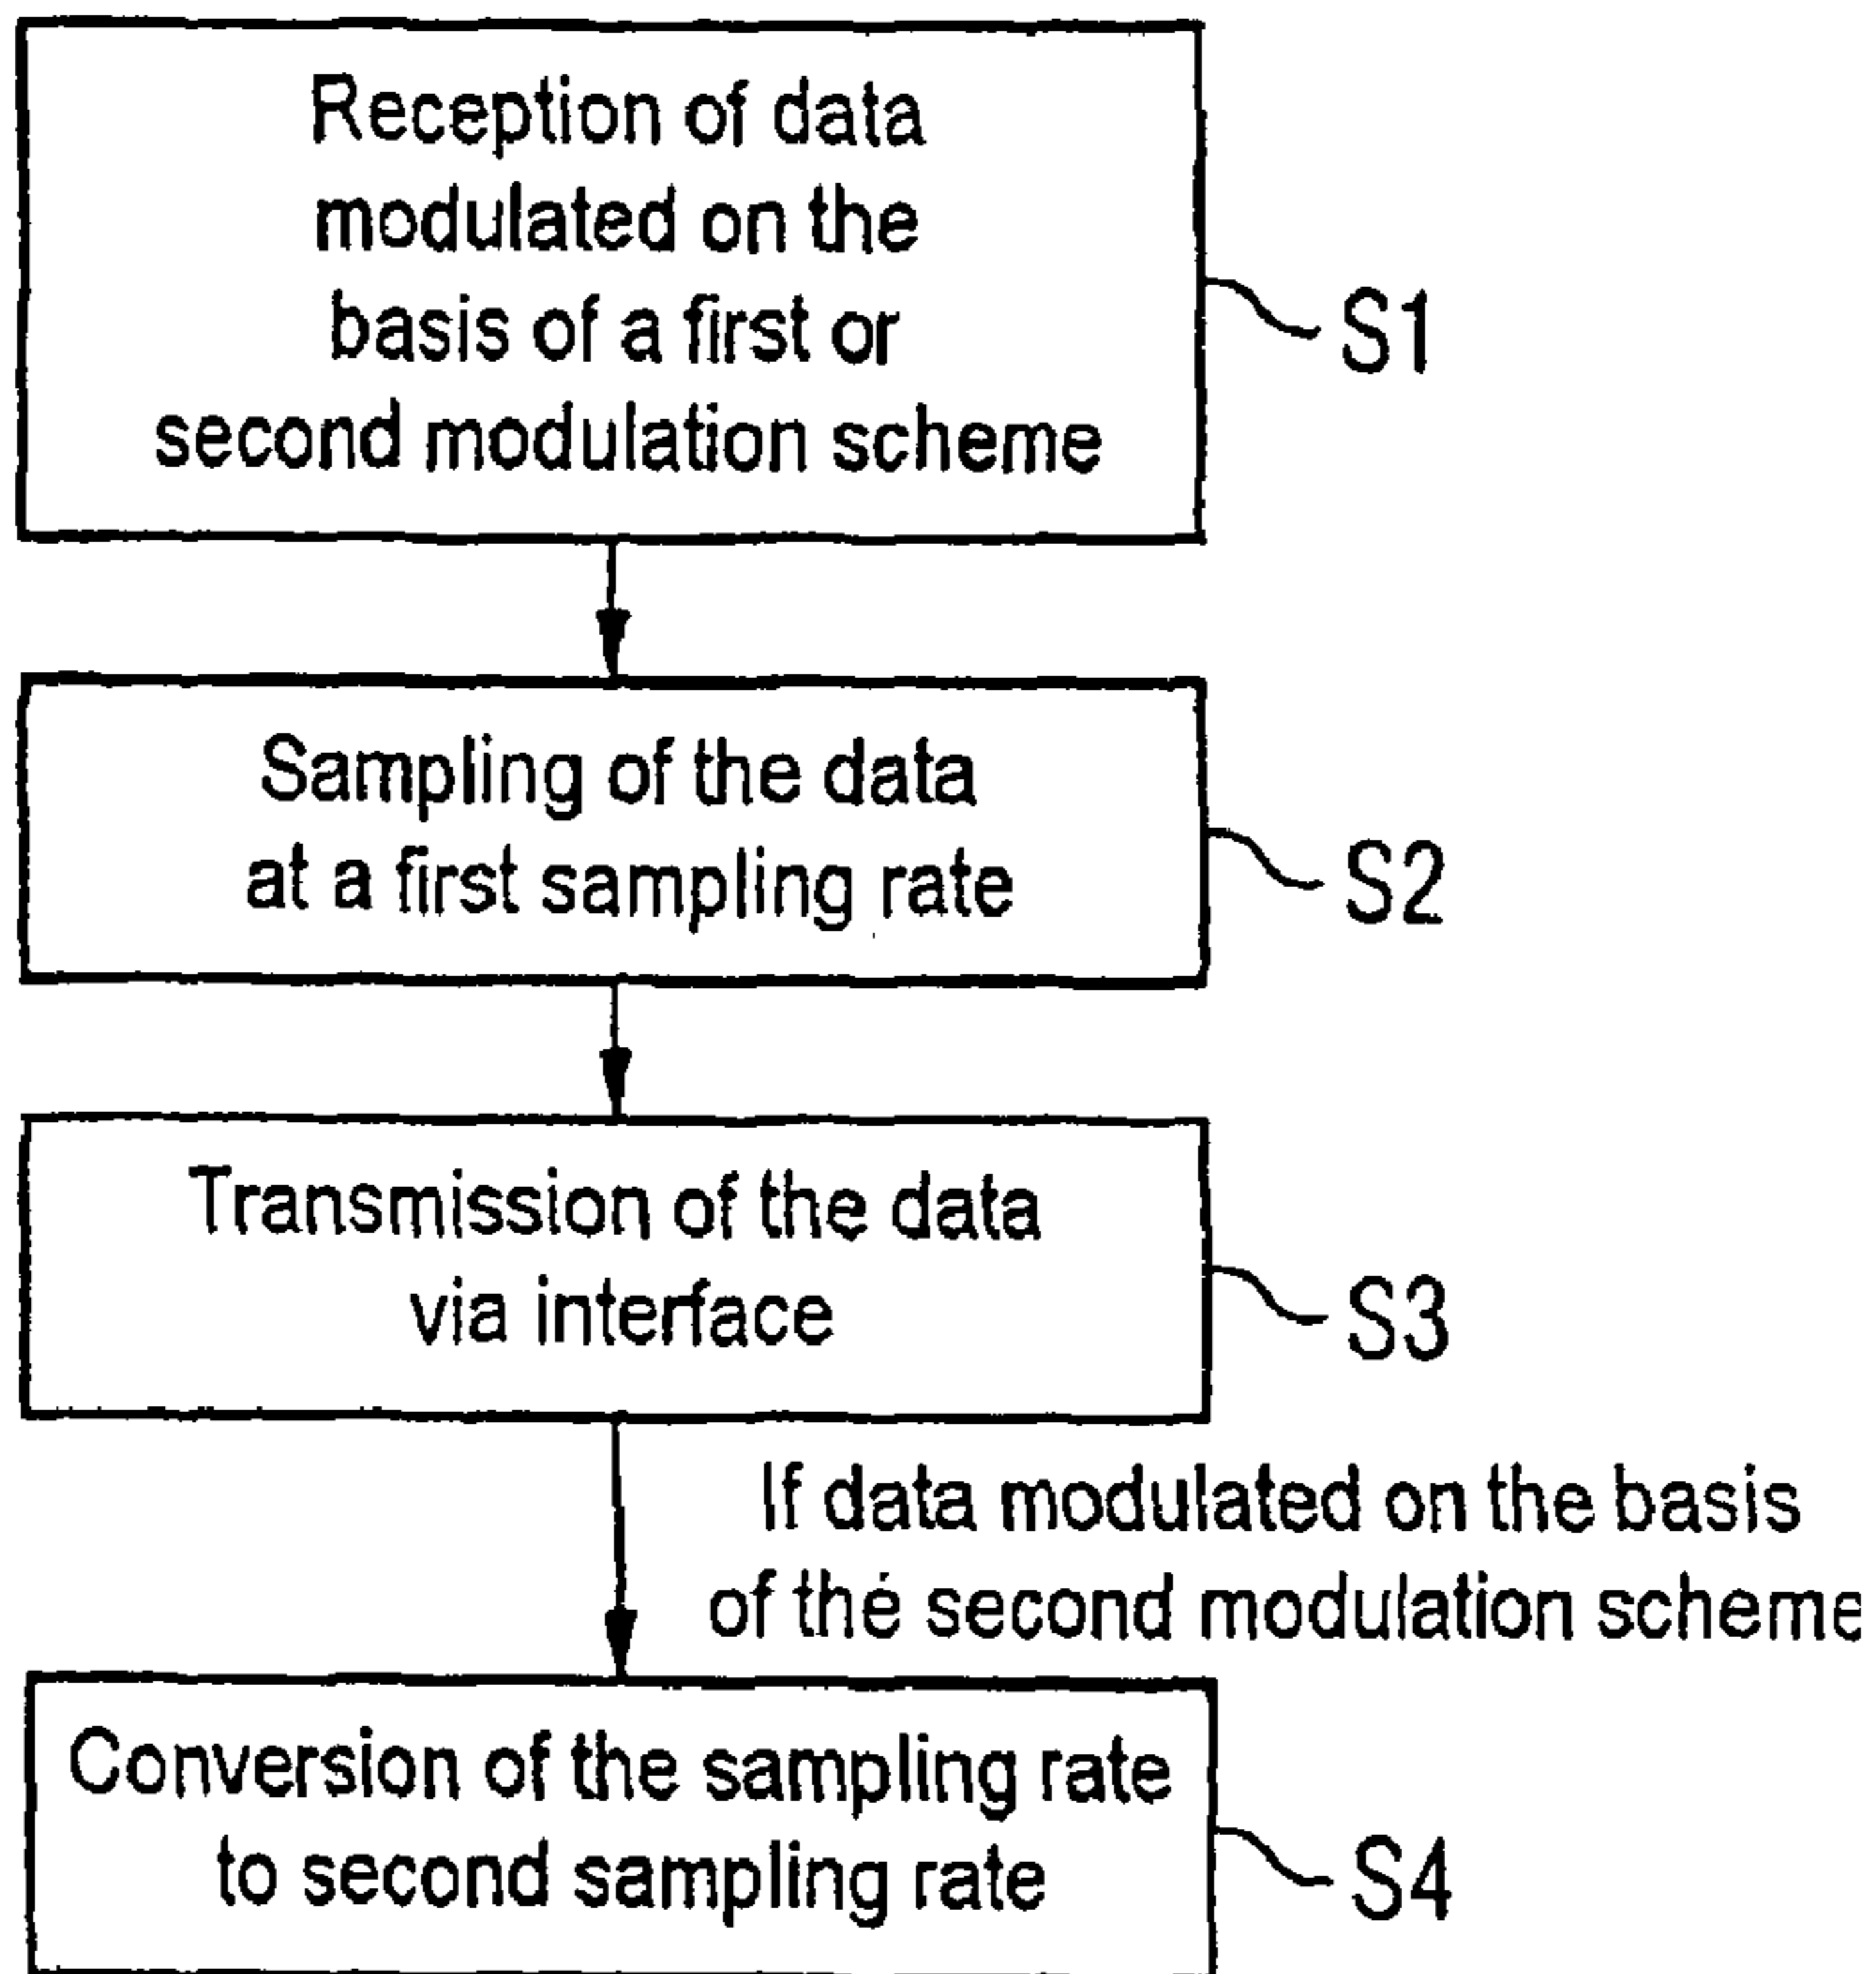 Reception of data
modulated on the
basis of a first or
second modulation scheme
S1
Sampling of the data
at a first sampling rate
S2
Transmission of the data
via interface
S3
If data modulated on the basis
of the second modulation scheme
Conversion of the sampling rate
to second sampling rate
S4